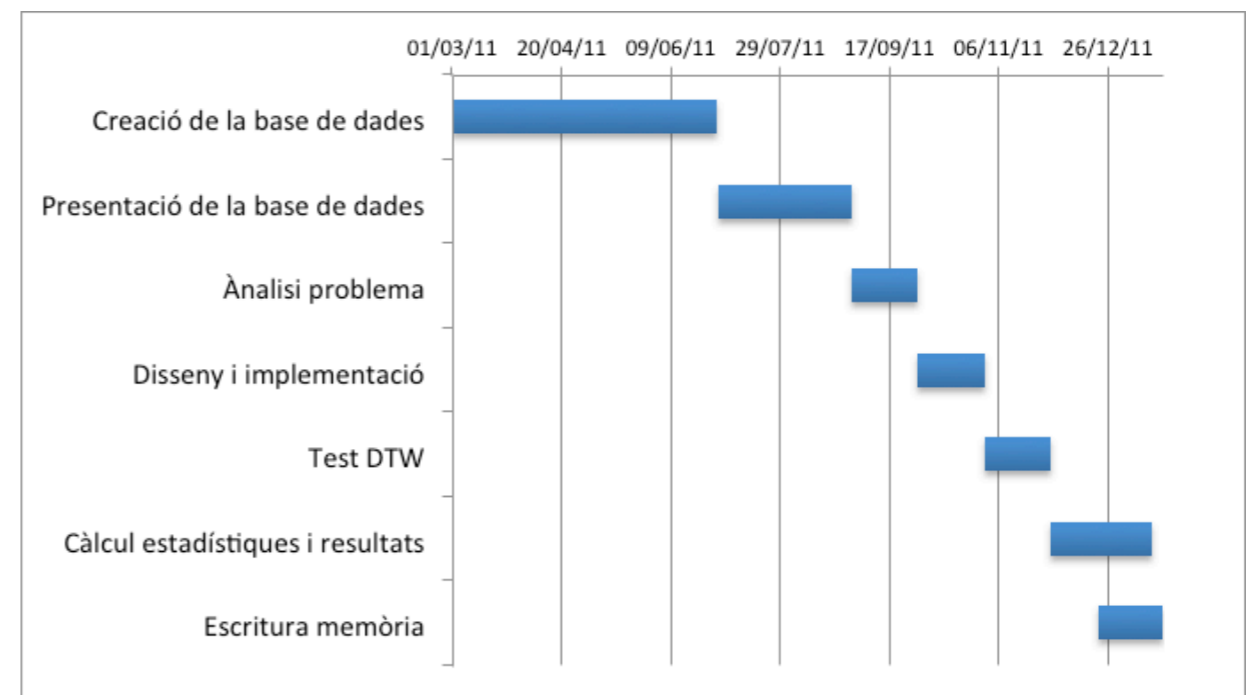 01/03/11 20/04/11 09/06/11 29/07/11 17/09/11 06/11/11 26/12/11
Creació de la base de dades
Presentació de la base de dades
Ànalisi problema
Disseny i implementació
Test DTW
Càlcul estadístiques i resultats
Escritura memòria